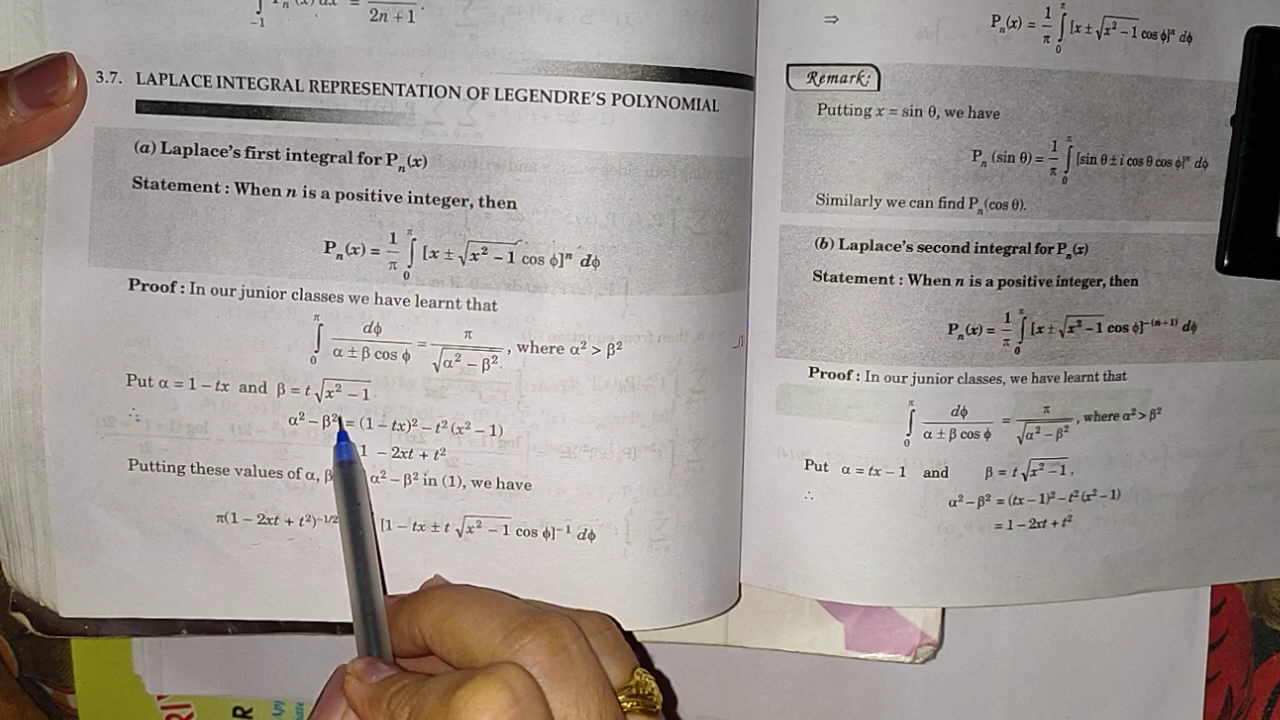 2n + 1
3.7. LAPLACE INTEGRAL REPRESENTATION OF LEGENDRE'S POLYNOMIAL
(a) Laplace's first integral for Pₙ(x)
Statement : When n is a positive integer, then
Pₙ(x) = 1/π ∫₀^π [x ± √(x² − 1) cos ϕ]ⁿ dϕ
Proof : In our junior classes we have learnt that
∫₀^π dϕ/(α ± β cos ϕ) = π/√(α² − β²), where α² > β²
Put α = 1 − tx and β = t √(x² − 1).
∴ α² − β² = (1 − tx)² − t² (x² − 1)
1 − 2xt + t²
Putting these values of α, β α² − β² in (1), we have
π(1 − 2xt + t²)^(−1/2) [1 − tx ± t √(x² − 1) cos ϕ]⁻¹ dϕ
⇒ Pₙ(x) = 1/π ∫₀^π [x ± √(x² − 1) cos ϕ]ⁿ dϕ
Remark:
Putting x = sin θ, we have
Pₙ (sin θ) = 1/π ∫₀^π [sin θ ± i cos θ cos ϕ]ⁿ dϕ
Similarly we can find Pₙ(cos θ).
(b) Laplace's second integral for Pₙ(x)
Statement : When n is a positive integer, then
Pₙ(x) = 1/π ∫₀^π [x ± √(x² − 1) cos ϕ]^(−(n+1)) dϕ
Proof : In our junior classes, we have learnt that
∫₀^π dϕ/(α ± β cos ϕ) = π/√(α² − β²), where α² > β²
Put α = tx − 1 and β = t √(x² − 1),
∴ α² − β² = (tx − 1)² − t² (x² − 1)
= 1 − 2xt + t²